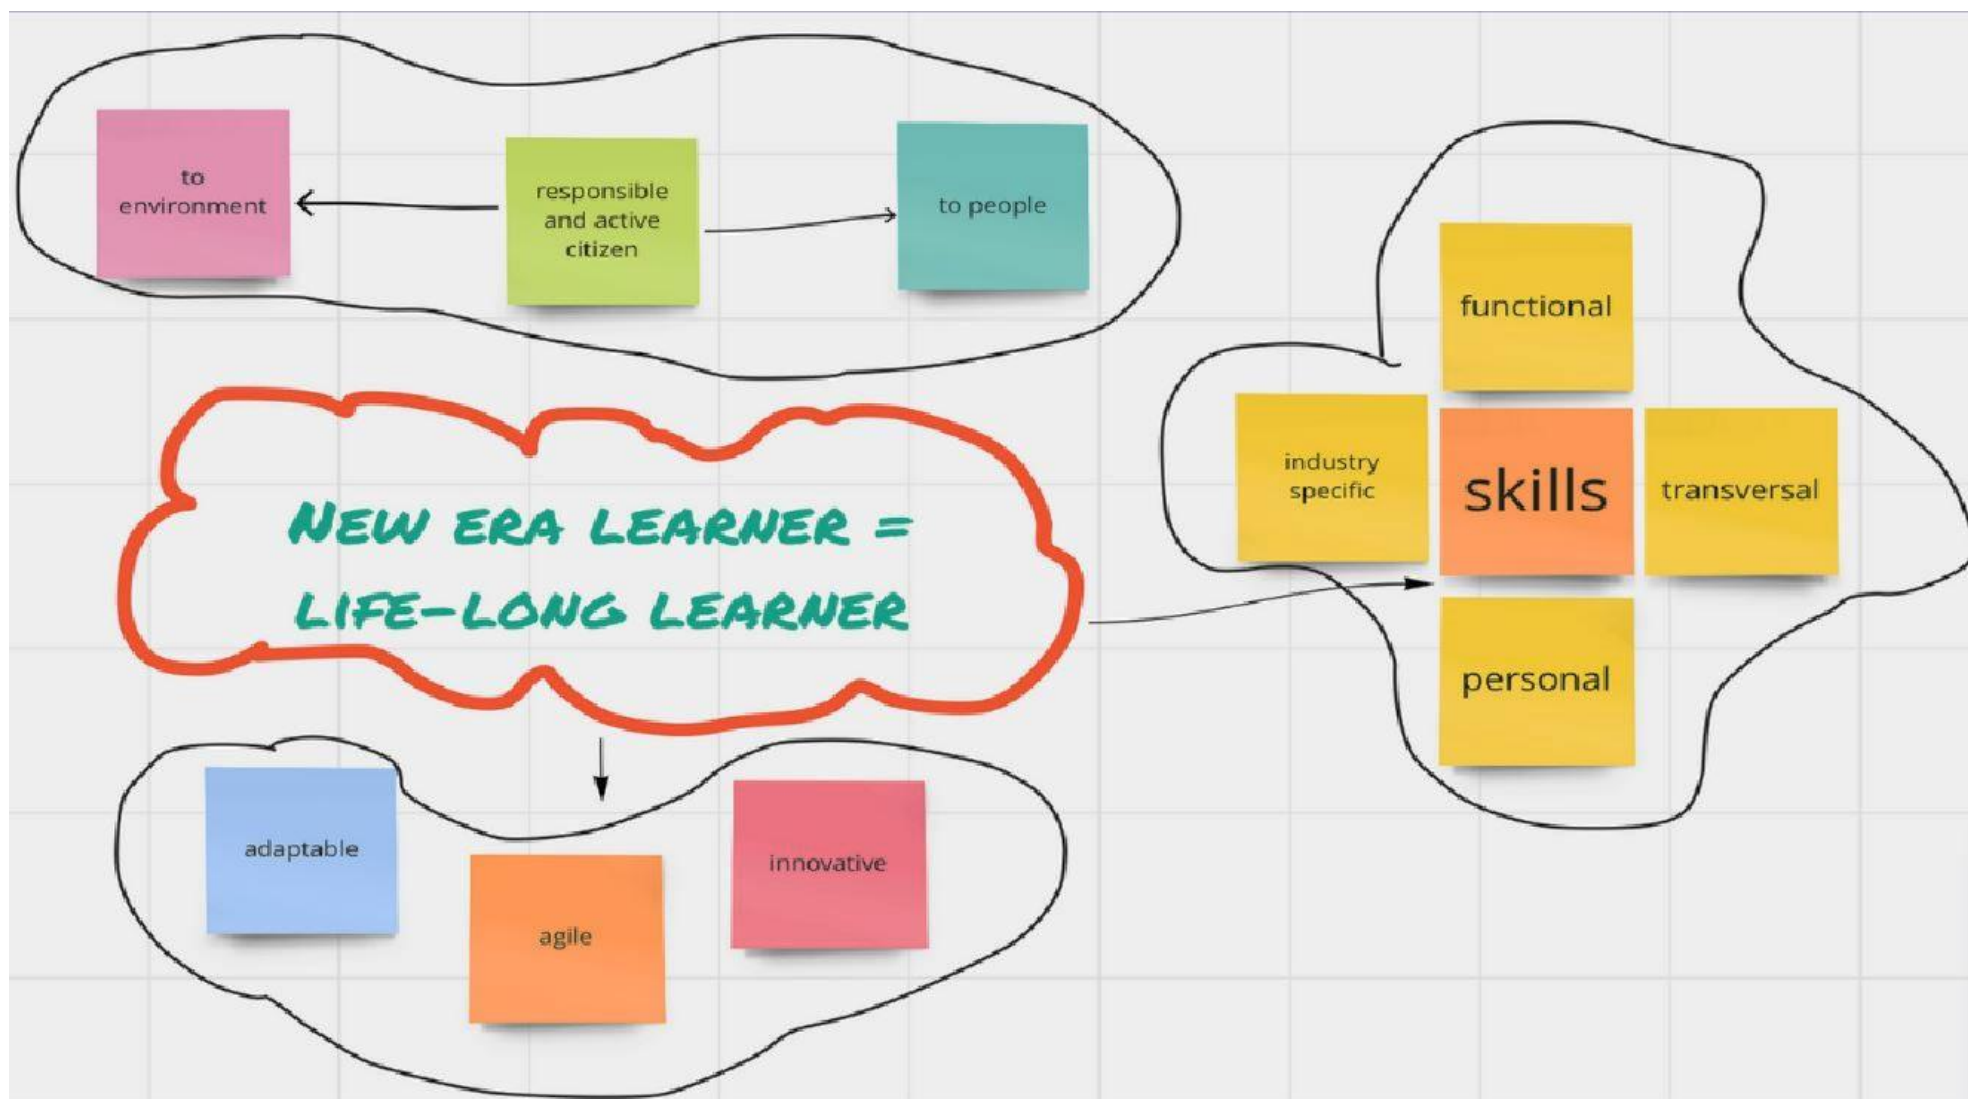 to
environment
responsible
and active
citizen
to people
NEW ERA LEARNER =
LIFE-LONG LEARNER
functional
industry
specific
skills
transversal
personal
adaptable
agile
innovative